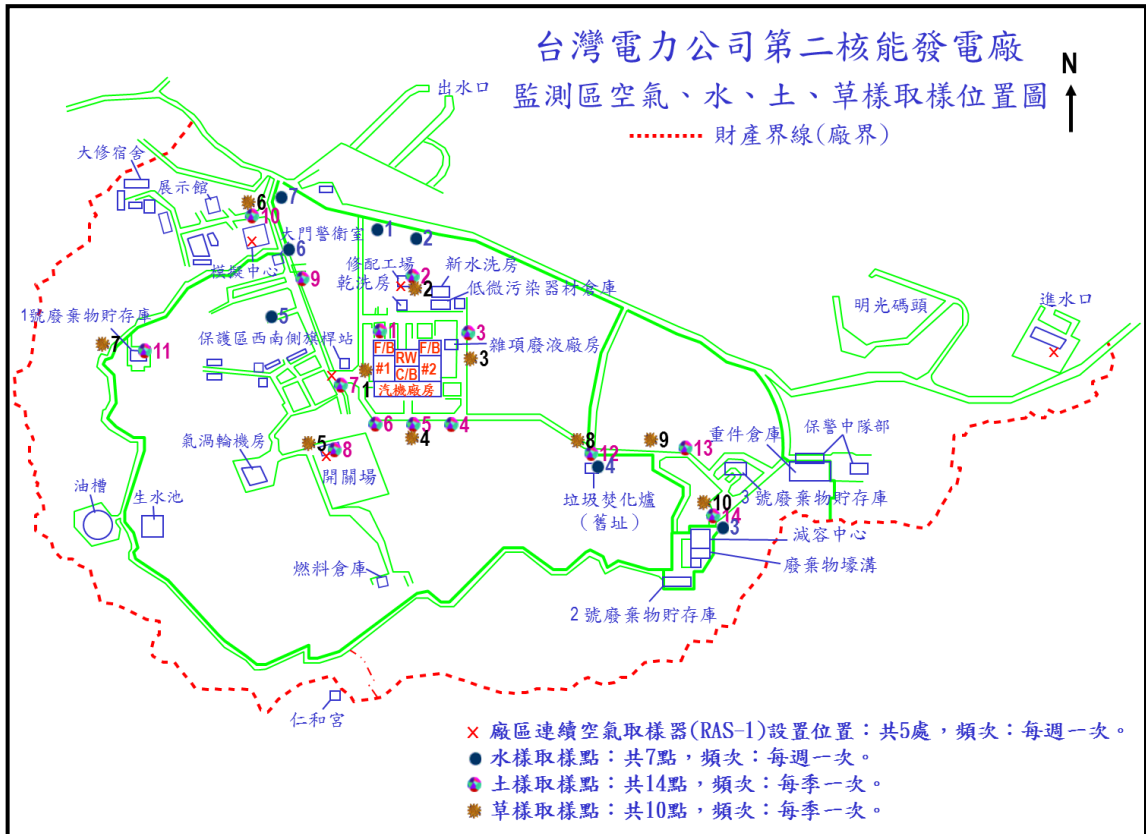 台灣電力公司第二核能發電廠
監測區空氣、水、土、草樣取樣位置圖
財產界線(廠界)
N
出水口
大修宿舍
展示館
6
10
7
大門警衛室
1
2
6
模擬中心
9
修配工場
2
新水洗房
乾洗房
2
低微污染器材倉庫
明光碼頭
進水口
1號廢棄物貯存庫
5
7
11
保護區西南側旗桿站
1
3
雜項廢液廠房
3
F/B
F/B
RW
#1
#2
C/B
汽機廠房
1
7
6
5
4
4
5
8
氣渦輪機房
開關場
8
12
4
9
13
重件倉庫
保警中隊部
油槽
生水池
垃圾焚化爐
(舊址)
3號廢棄物貯存庫
10
14
3
減容中心
廢棄物壕溝
燃料倉庫
2號廢棄物貯存庫
仁和宮
廠區連續空氣取樣器(RAS-1)設置位置：共5處，頻次：每週一次。
水樣取樣點：共7點，頻次：每週一次。
土樣取樣點：共14點，頻次：每季一次。
草樣取樣點：共10點，頻次：每季一次。